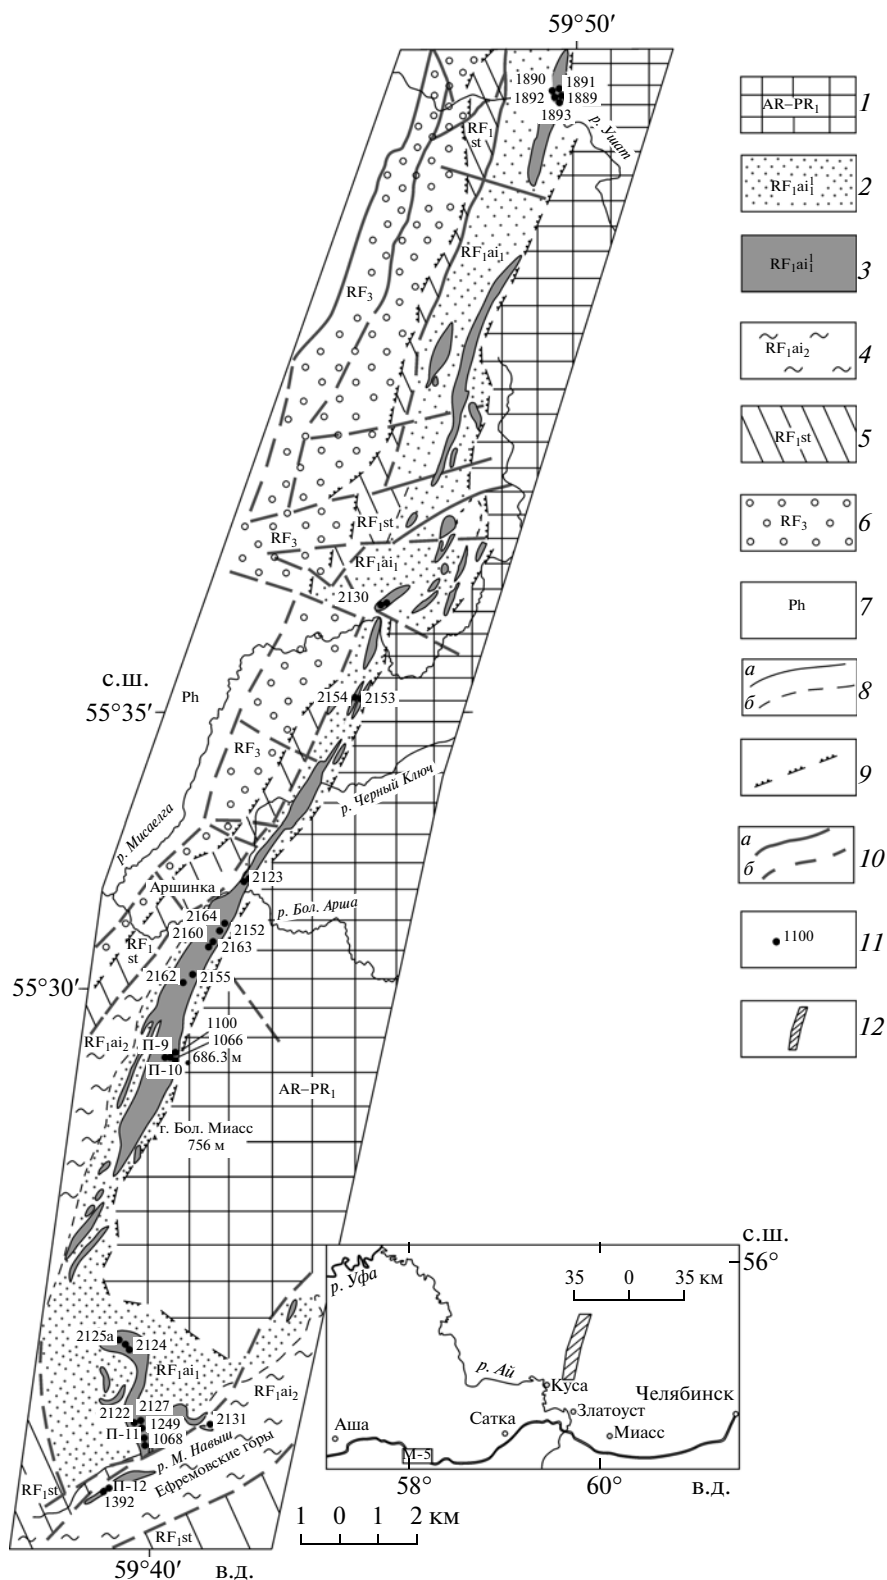 59°50′
1890
1891
1892
1889
1893
р. Ушат
RF₁
st
RF₁ai₁
RF₃
RF₁st
RF₃
RF₁ai₁
2130
с.ш.
55°35′
Ph
2154
2153
RF₃
р. Черный Ключ
р. Мисаелга
2123
Аршинка
р. Бол. Арша
2164
2152
2160
2163
RF₁
st
55°30′
2162
2155
RF₁ai₂
1100
П-9
1066
686.3 м
П-10
AR–PR₁
г. Бол. Миасс
756 м
2125а
2124
RF₁ai₁
RF₁ai₂
2122
2127
1249
2131
П-11
1068
р. М. Навыш
Ефремовские горы
RF₁st
П-12
1392
RF₁st
59°40′ в.д.
1 0 1 2 км
AR–PR₁ 1
RF₁ai₁¹ 2
RF₁ai₁¹ 3
RF₁ai₂ 4
RF₁st 5
RF₃ 6
Ph 7
а
б
8
9
а
б
10
1100 11
12
с.ш.
56°
35 0 35 км
р. Уфа
р. Ай
Куса
Златоуст
Челябинск
Сатка
Миасс
Аша
М-5
58° 60° в.д.